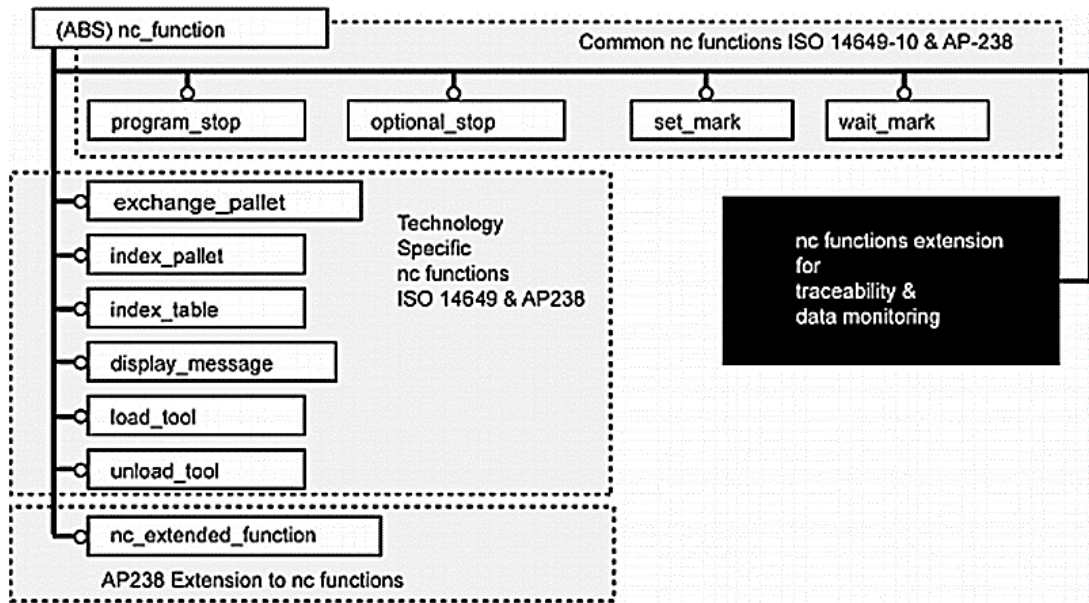 (ABS) nc_function
Common nc functions ISO 14649-10 & AP-238
program_stop
optional_stop
set_mark
wait_mark
exchange_pallet
index_pallet
index_table
display_message
load_tool
unload_tool
Technology
Specific
nc functions
ISO 14649 & AP238
nc functions extension
for
traceability &
data monitoring
nc_extended_function
AP238 Extension to nc functions